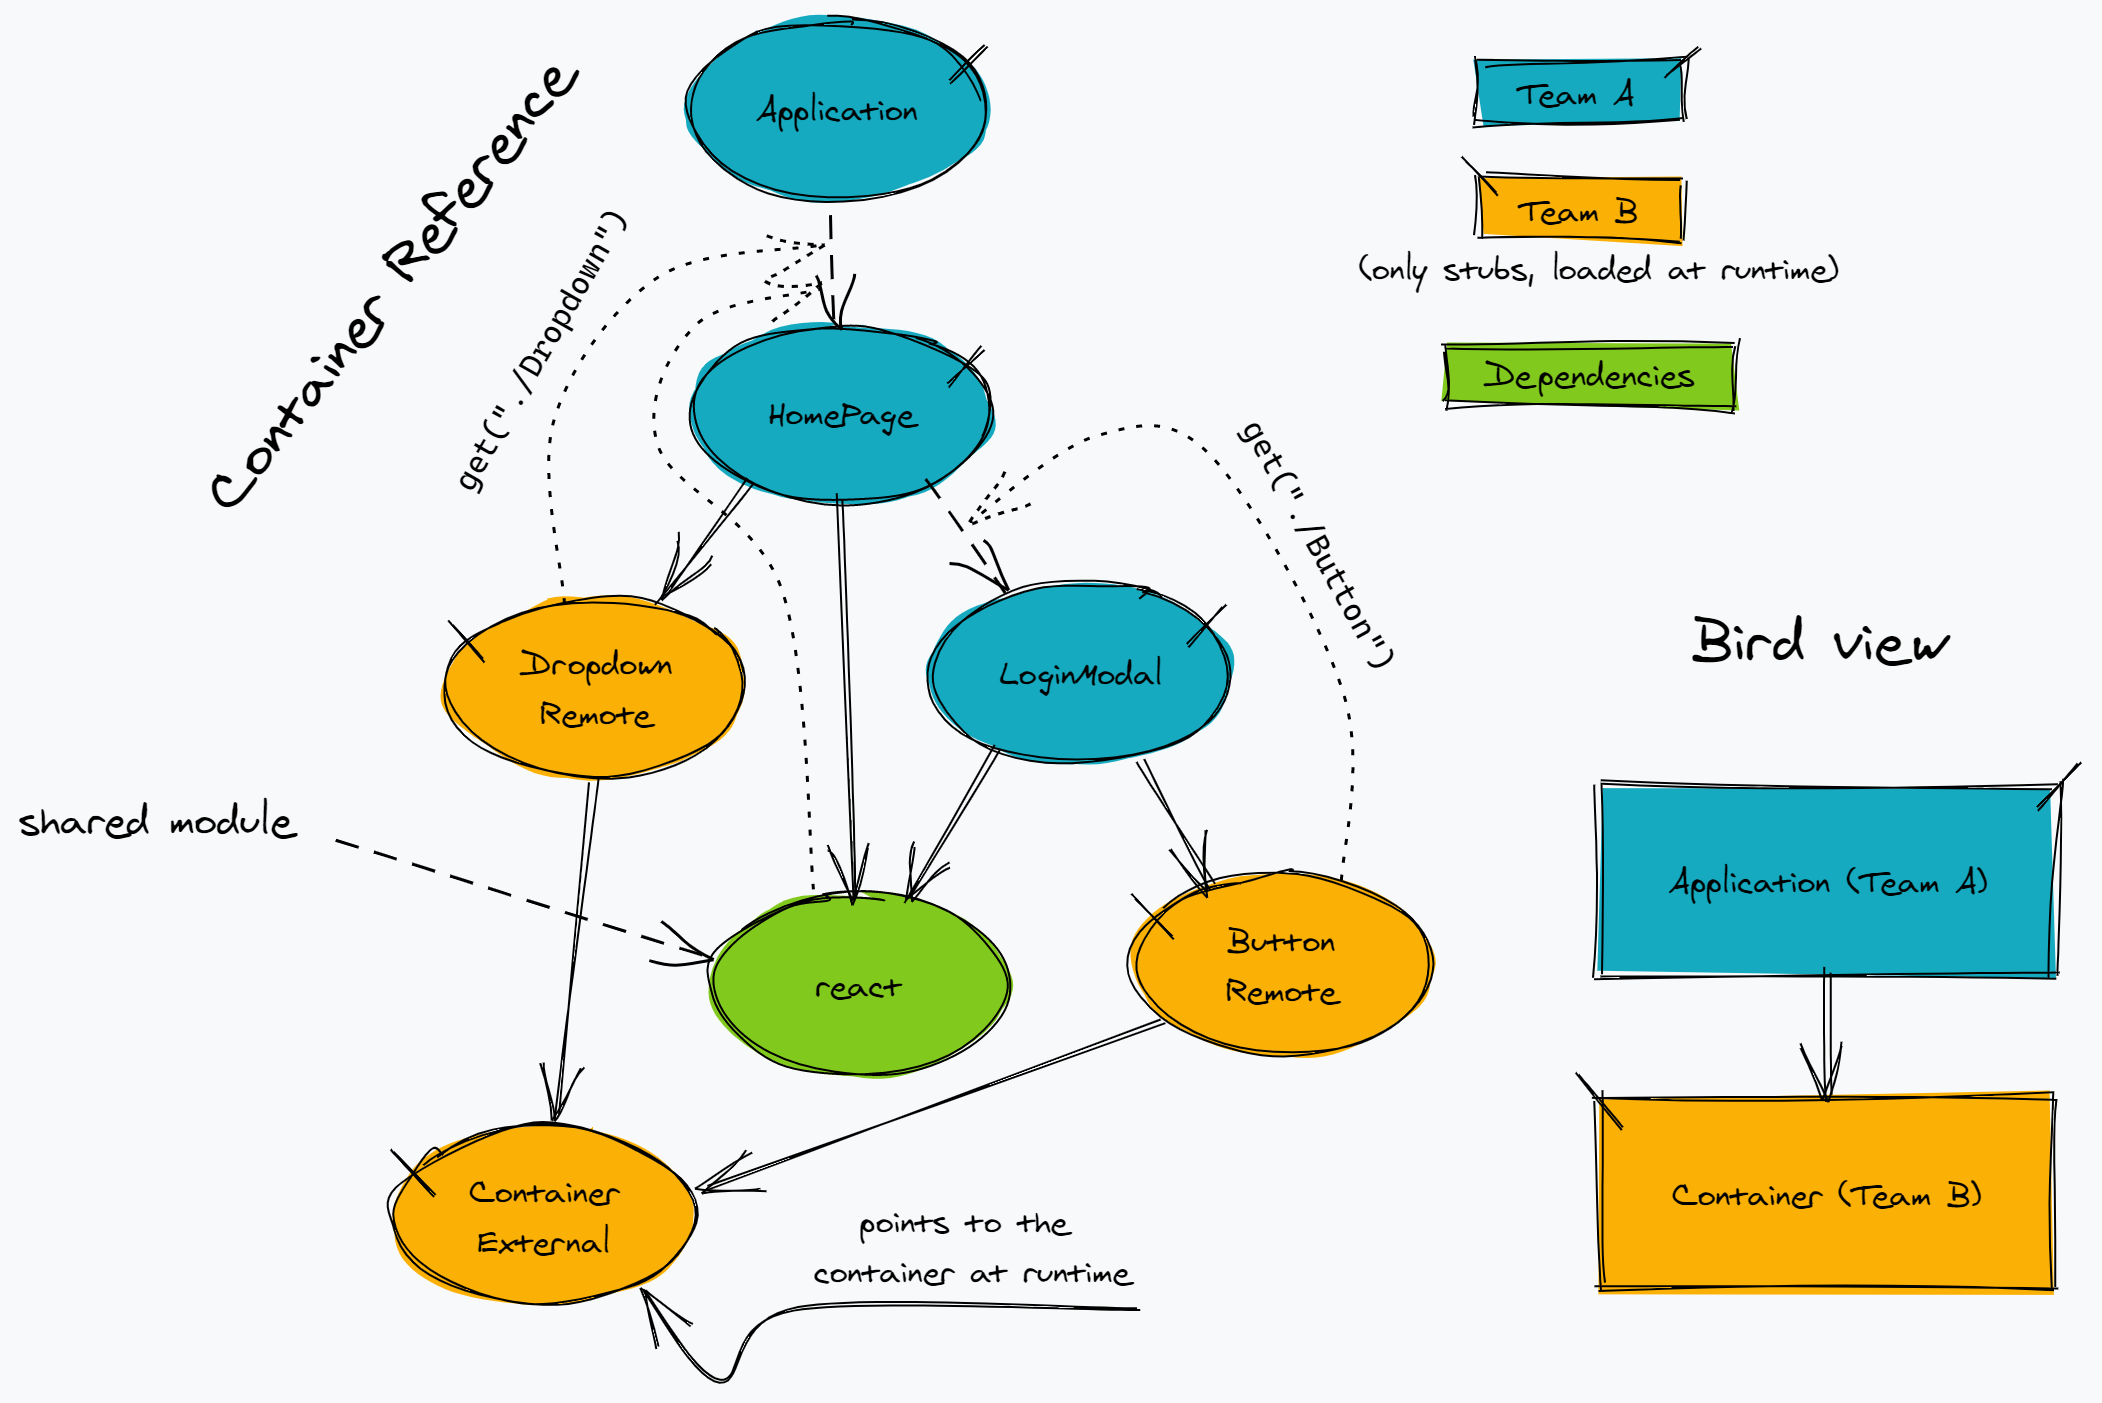 Container Reference
Application
get("./Dropdown")
HomePage
get("./Button")
Dropdown
Remote
LoginModal
shared module
react
Button
Remote
Container
External
points to the
container at runtime
Team A
Team B
(only stubs, loaded at runtime)
Dependencies
Bird view
Application (Team A)
Container (Team B)